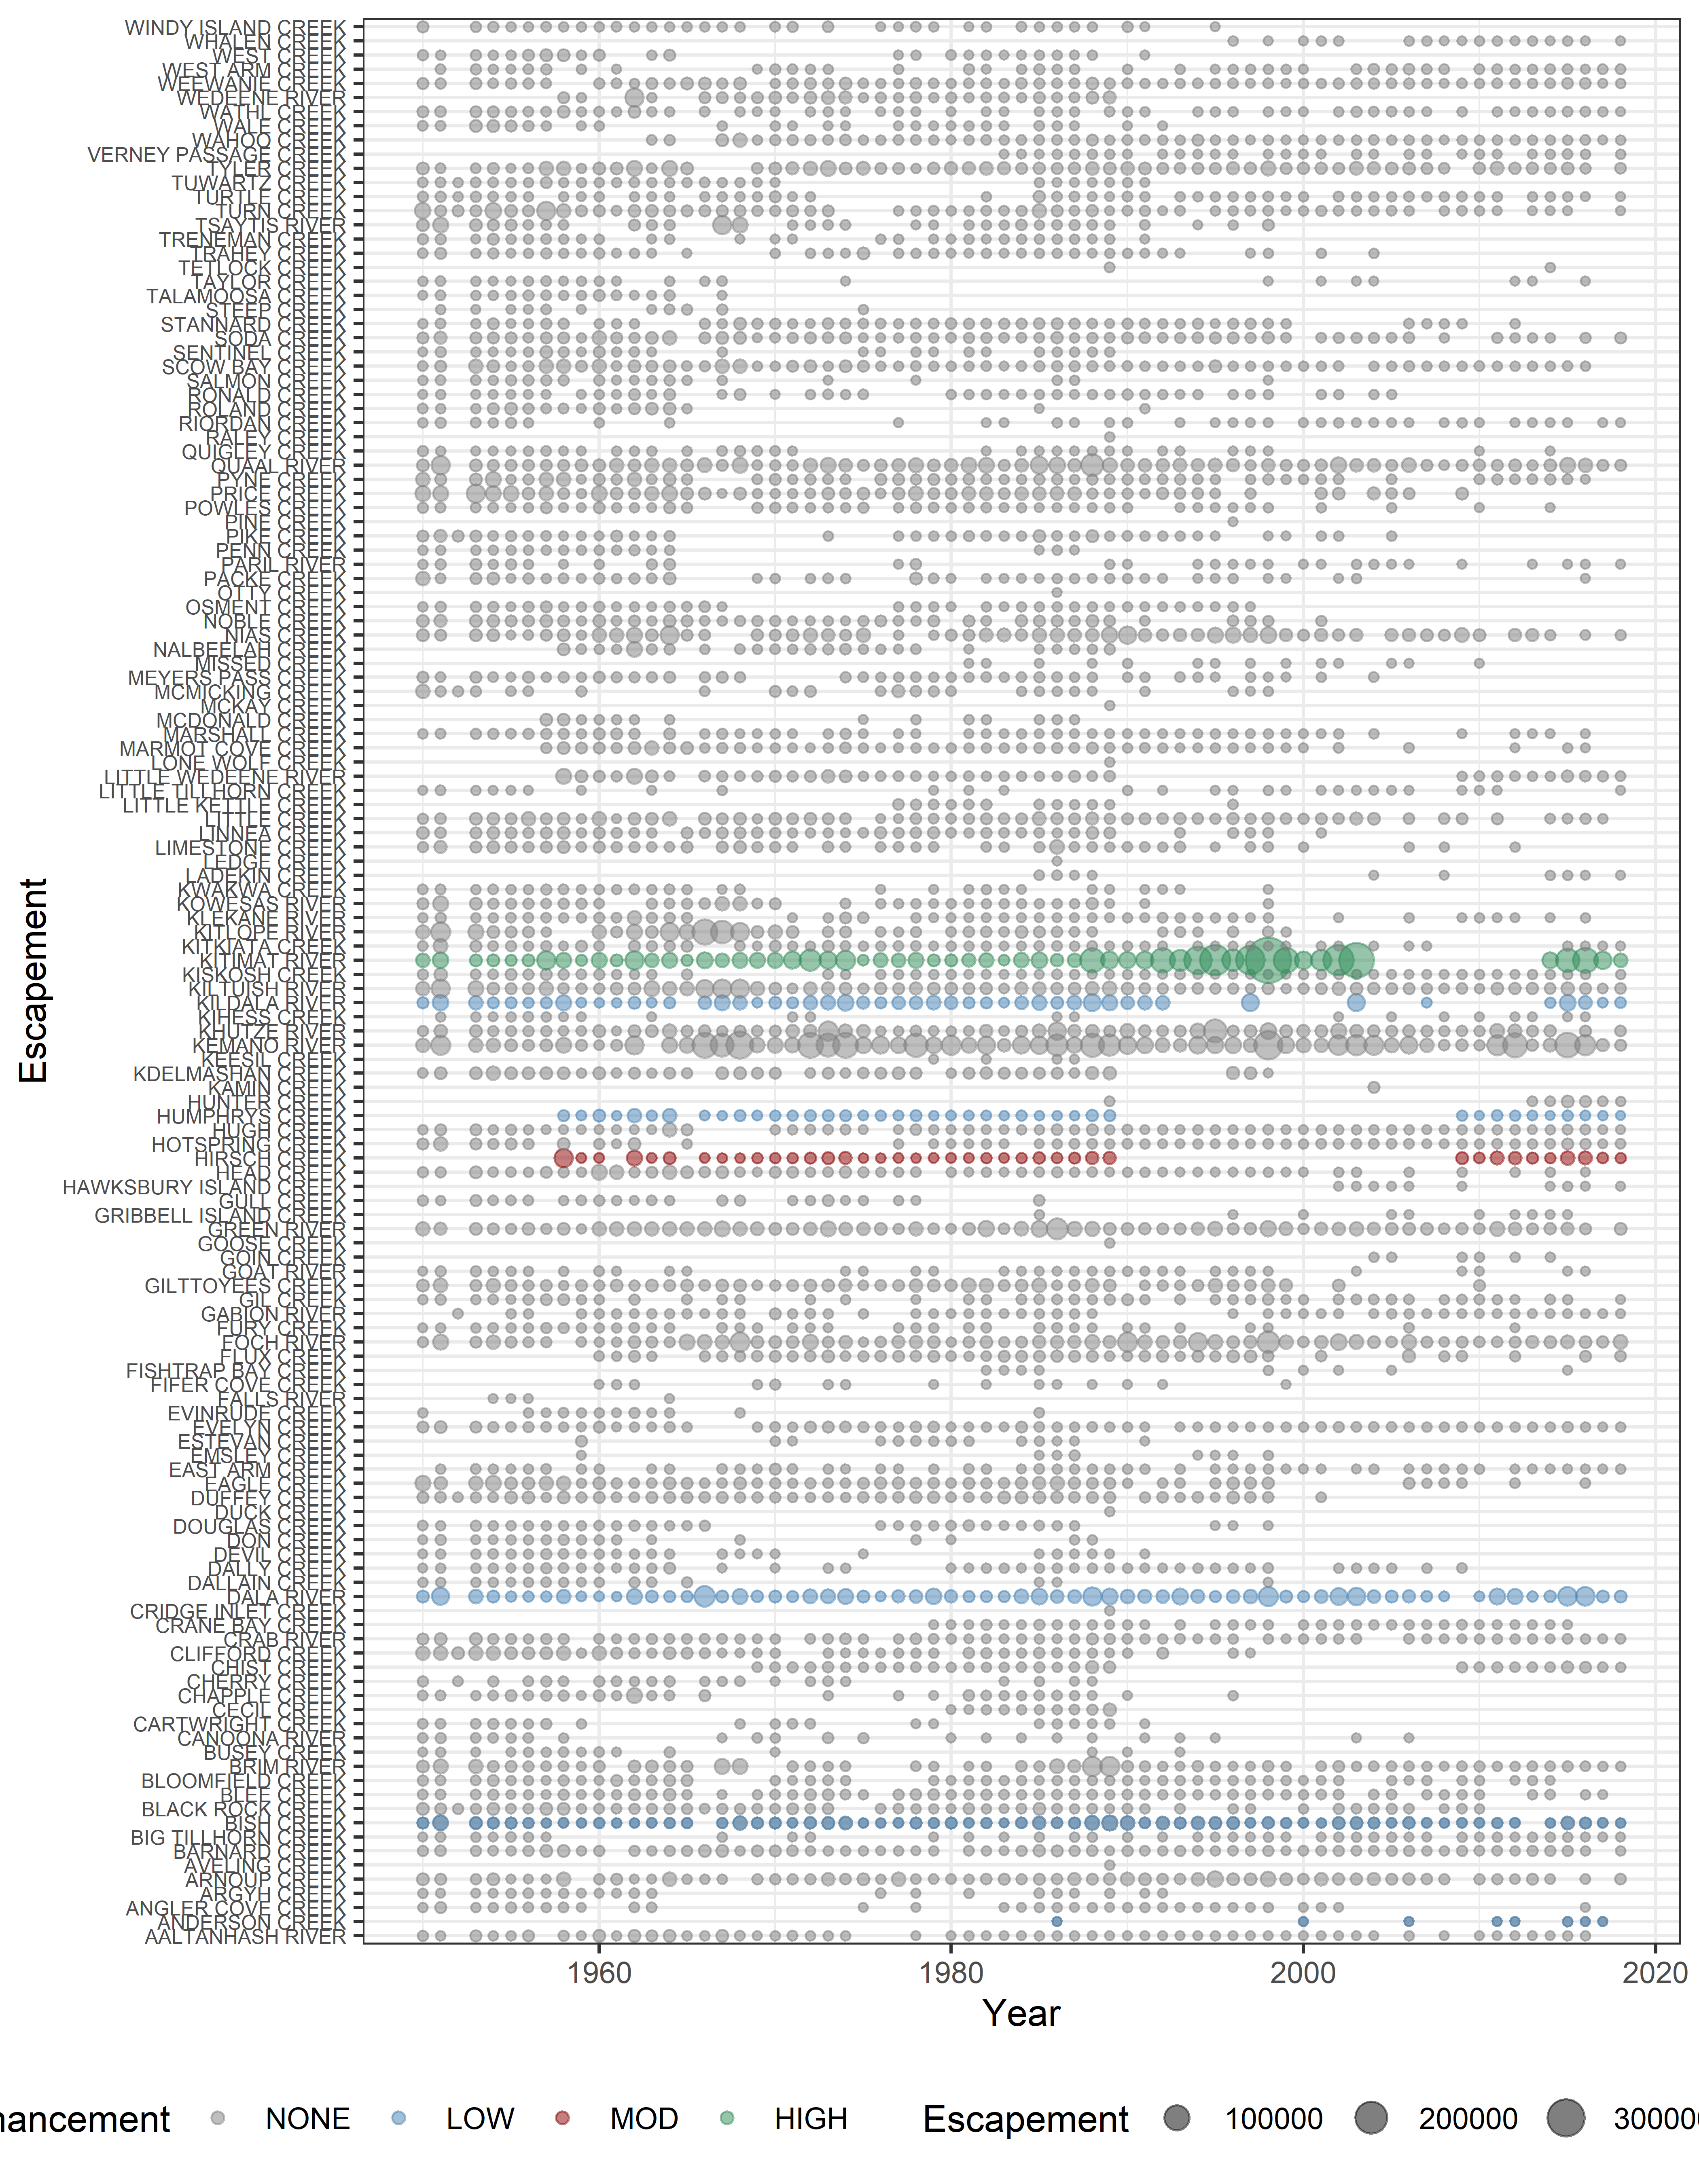 WINDY ISLAND CREEK
WHALEN CREEK
WEST CREEK
WEST ARM CREEK
WEEWANIE CREEK
WEDEENE RIVER
WATHL CREEK
WALE CREEK
WAHOO CREEK
VERNEY PASSAGE CREEK
TYLER CREEK
TUWARTZ CREEK
TURTLE CREEK
TURN CREEK
TSAYTIS RIVER
TRENEMAN CREEK
TRAHEY CREEK
TETLOCK CREEK
TAYLOR CREEK
TALAMOOSA CREEK
STEEP CREEK
STANNARD CREEK
SODA CREEK
SENTINEL CREEK
SCOW BAY CREEK
SALMON CREEK
RONALD CREEK
ROLAND CREEK
RIORDAN CREEK
RALEY CREEK
QUIGLEY CREEK
QUAAL RIVER
PYNE CREEK
PRICE CREEK
POWLES CREEK
PINE CREEK
PIKE CREEK
PENN CREEK
PARIL RIVER
PACKE CREEK
OTTY CREEK
OSMENT CREEK
NOBLE CREEK
NIAS CREEK
NALBEELAH CREEK
MISSED CREEK
MEYERS PASS CREEK
MCMICKING CREEK
MCKAY CREEK
MCDONALD CREEK
MARSHALL CREEK
MARMOT COVE CREEK
LONE WOLF CREEK
LITTLE WEDEENE RIVER
LITTLE TILLHORN CREEK
LITTLE KETTLE CREEK
LITTLE CREEK
LINNEA CREEK
LIMESTONE CREEK
LEDGE CREEK
LADEKIN CREEK
KWAKWA CREEK
KOWESAS RIVER
KLEKANE RIVER
KITLOPE RIVER
KITKIATA CREEK
KITIMAT RIVER
KISKOSH CREEK
KILTUISH RIVER
KILDALA RIVER
KIHESS CREEK
KHUTZE RIVER
KEMANO RIVER
KEESIL CREEK
KDELMASHAN CREEK
KAMIN CREEK
HUNTER CREEK
HUMPHRYS CREEK
HUGH CREEK
HOTSPRING CREEK
HIRSCH CREEK
HEAD CREEK
HAWKSBURY ISLAND CREEK
GUILL CREEK
GRIBBELL ISLAND CREEK
GREEN RIVER
GOOSE CREEK
GOIN CREEK
GOAT RIVER
GILTTOYEES CREEK
GIL CREEK
GABION RIVER
FURY CREEK
FOCH RIVER
FLUX CREEK
FISHTRAP BAY CREEK
FIFER COVE CREEK
FALLS RIVER
EVINRUDE CREEK
EVELYN CREEK
ESTEVAN CREEK
EMSLEY CREEK
EAST ARM CREEK
EAGLE CREEK
DUFFEY CREEK
DUCK CREEK
DOUGLAS CREEK
DON CREEK
DEVIL CREEK
DALLY CREEK
DALLAIN CREEK
DALA RIVER
CRIDGE INLET CREEK
CRANE BAY CREEK
CRAB RIVER
CLIFFORD CREEK
CHIST CREEK
CHERRY CREEK
CHAPPLE CREEK
CECIL CREEK
CARTWRIGHT CREEK
CANOONA RIVER
BUSEY CREEK
BRIM RIVER
BLOOMFIELD CREEK
BLEE CREEK
BLACK ROCK CREEK
BISH CREEK
BIG TILLHORN CREEK
BARNARD CREEK
AVELING CREEK
ARNOUP CREEK
ARGYH CREEK
ANGLER COVE CREEK
ANDERSON CREEK
AALTANHASH RIVER
Escapement
1960 1980 2000 2020
Year
hancement NONE LOW MOD HIGH Escapement 100000 200000 30000